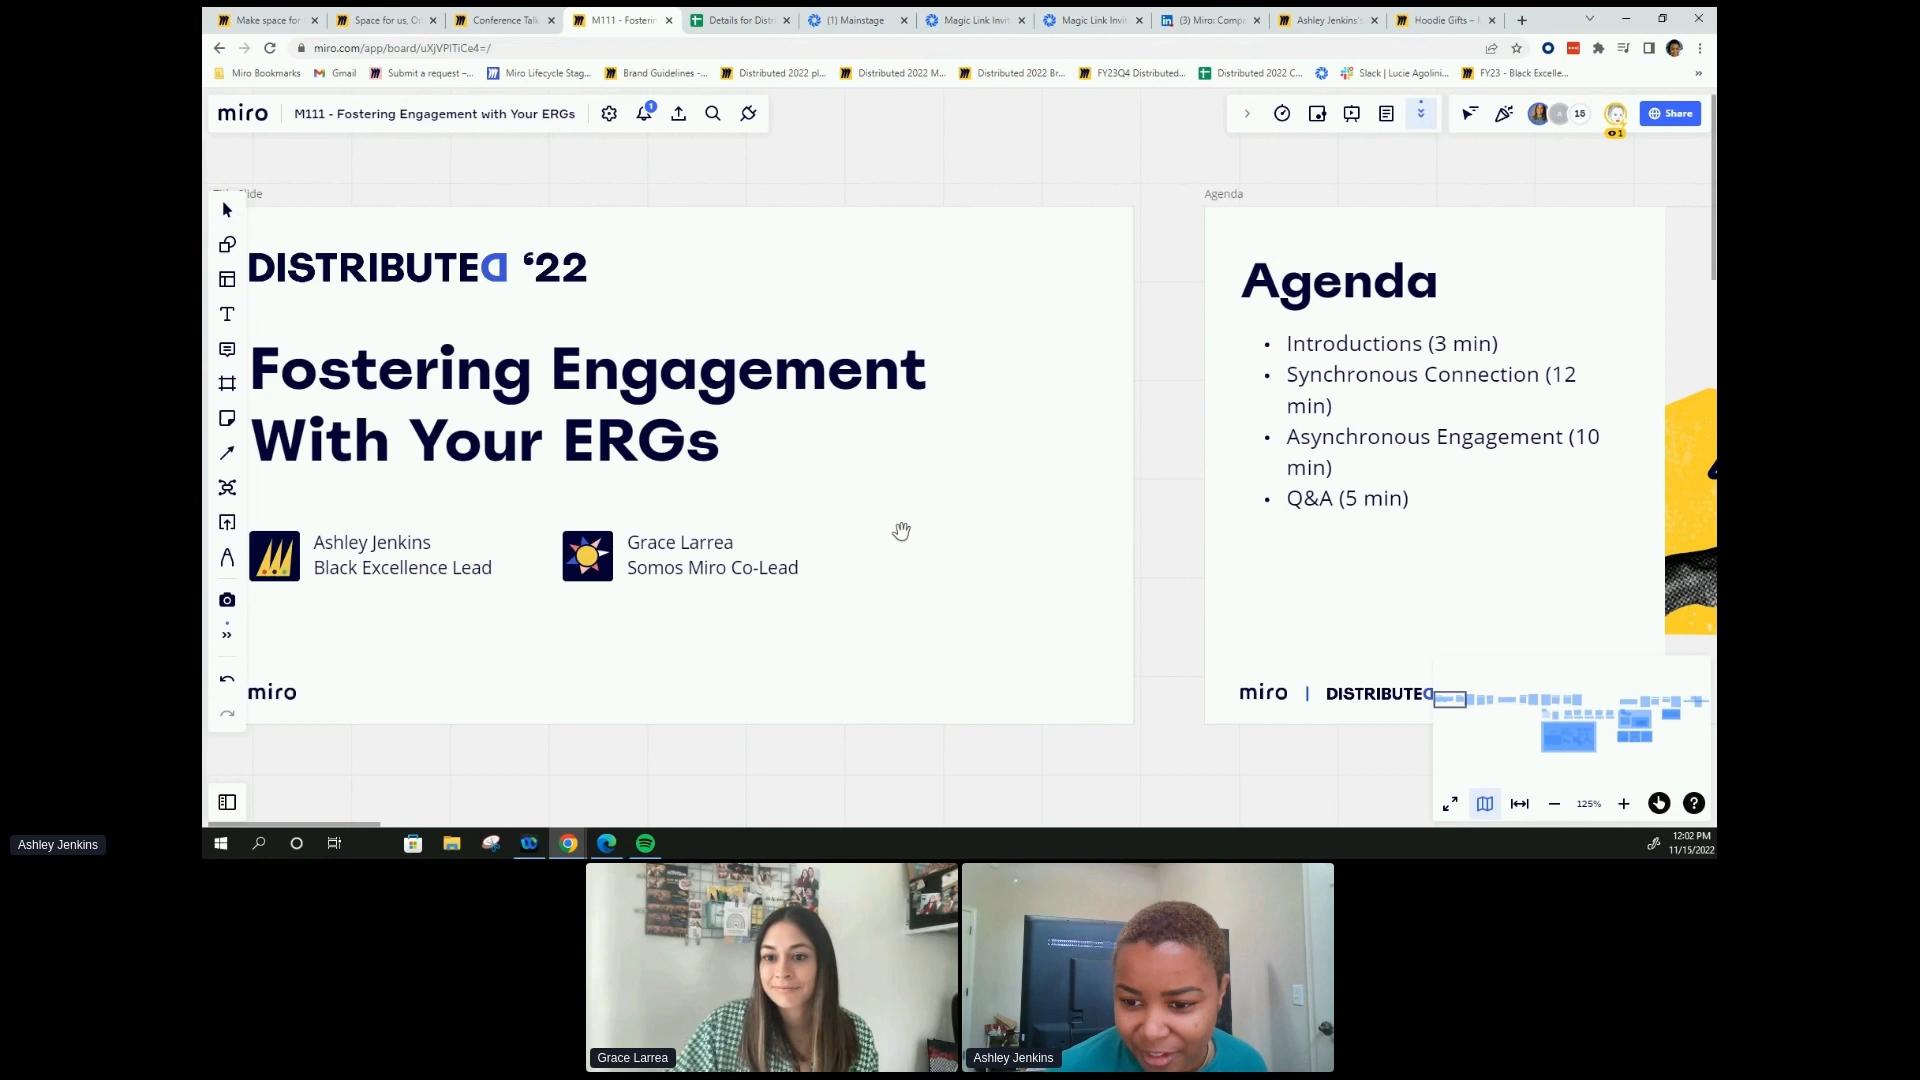 Make space for
Space for us, O
Conference Talk
M111 - Fosterin
Details for Distr
(1) Mainstage
Magic Link Invit
Magic Link Invit
(3) Miro: Compa
Ashley Jenkins's
Hoodie Gifts –
miro.com/app/board/uXjVPITiCe4=/
Miro Bookmarks
Gmail
Submit a request –...
Miro Lifecycle Stag...
Brand Guidelines -...
Distributed 2022 pl...
Distributed 2022 M...
Distributed 2022 Br...
FY23Q4 Distributed...
Distributed 2022 C...
Slack | Lucie Agolini...
FY23 - Black Excelle...
miro
M111 - Fostering Engagement with Your ERGs
1
15
1
Share
Agenda
DISTRIBUTED ‘22
Fostering Engagement
With Your ERGs
Ashley Jenkins
Black Excellence Lead
Grace Larrea
Somos Miro Co-Lead
miro
Agenda
• Introductions (3 min)
• Synchronous Connection (12
min)
• Asynchronous Engagement (10
min)
• Q&A (5 min)
miro | DISTRIBUTED
125%
12:02 PM
11/15/2022
Ashley Jenkins
Grace Larrea
Ashley Jenkins